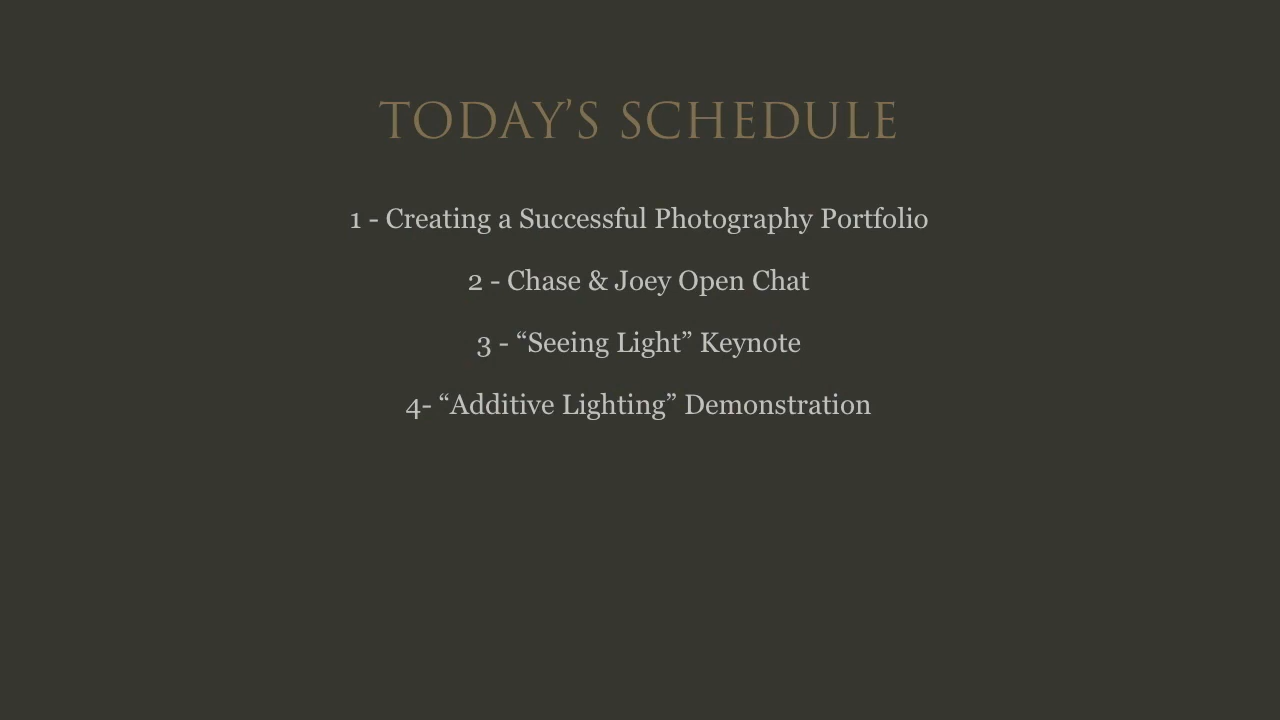 TODAY’S SCHEDULE
1 - Creating a Successful Photography Portfolio
2 - Chase & Joey Open Chat
3 - “Seeing Light” Keynote
4- “Additive Lighting” Demonstration